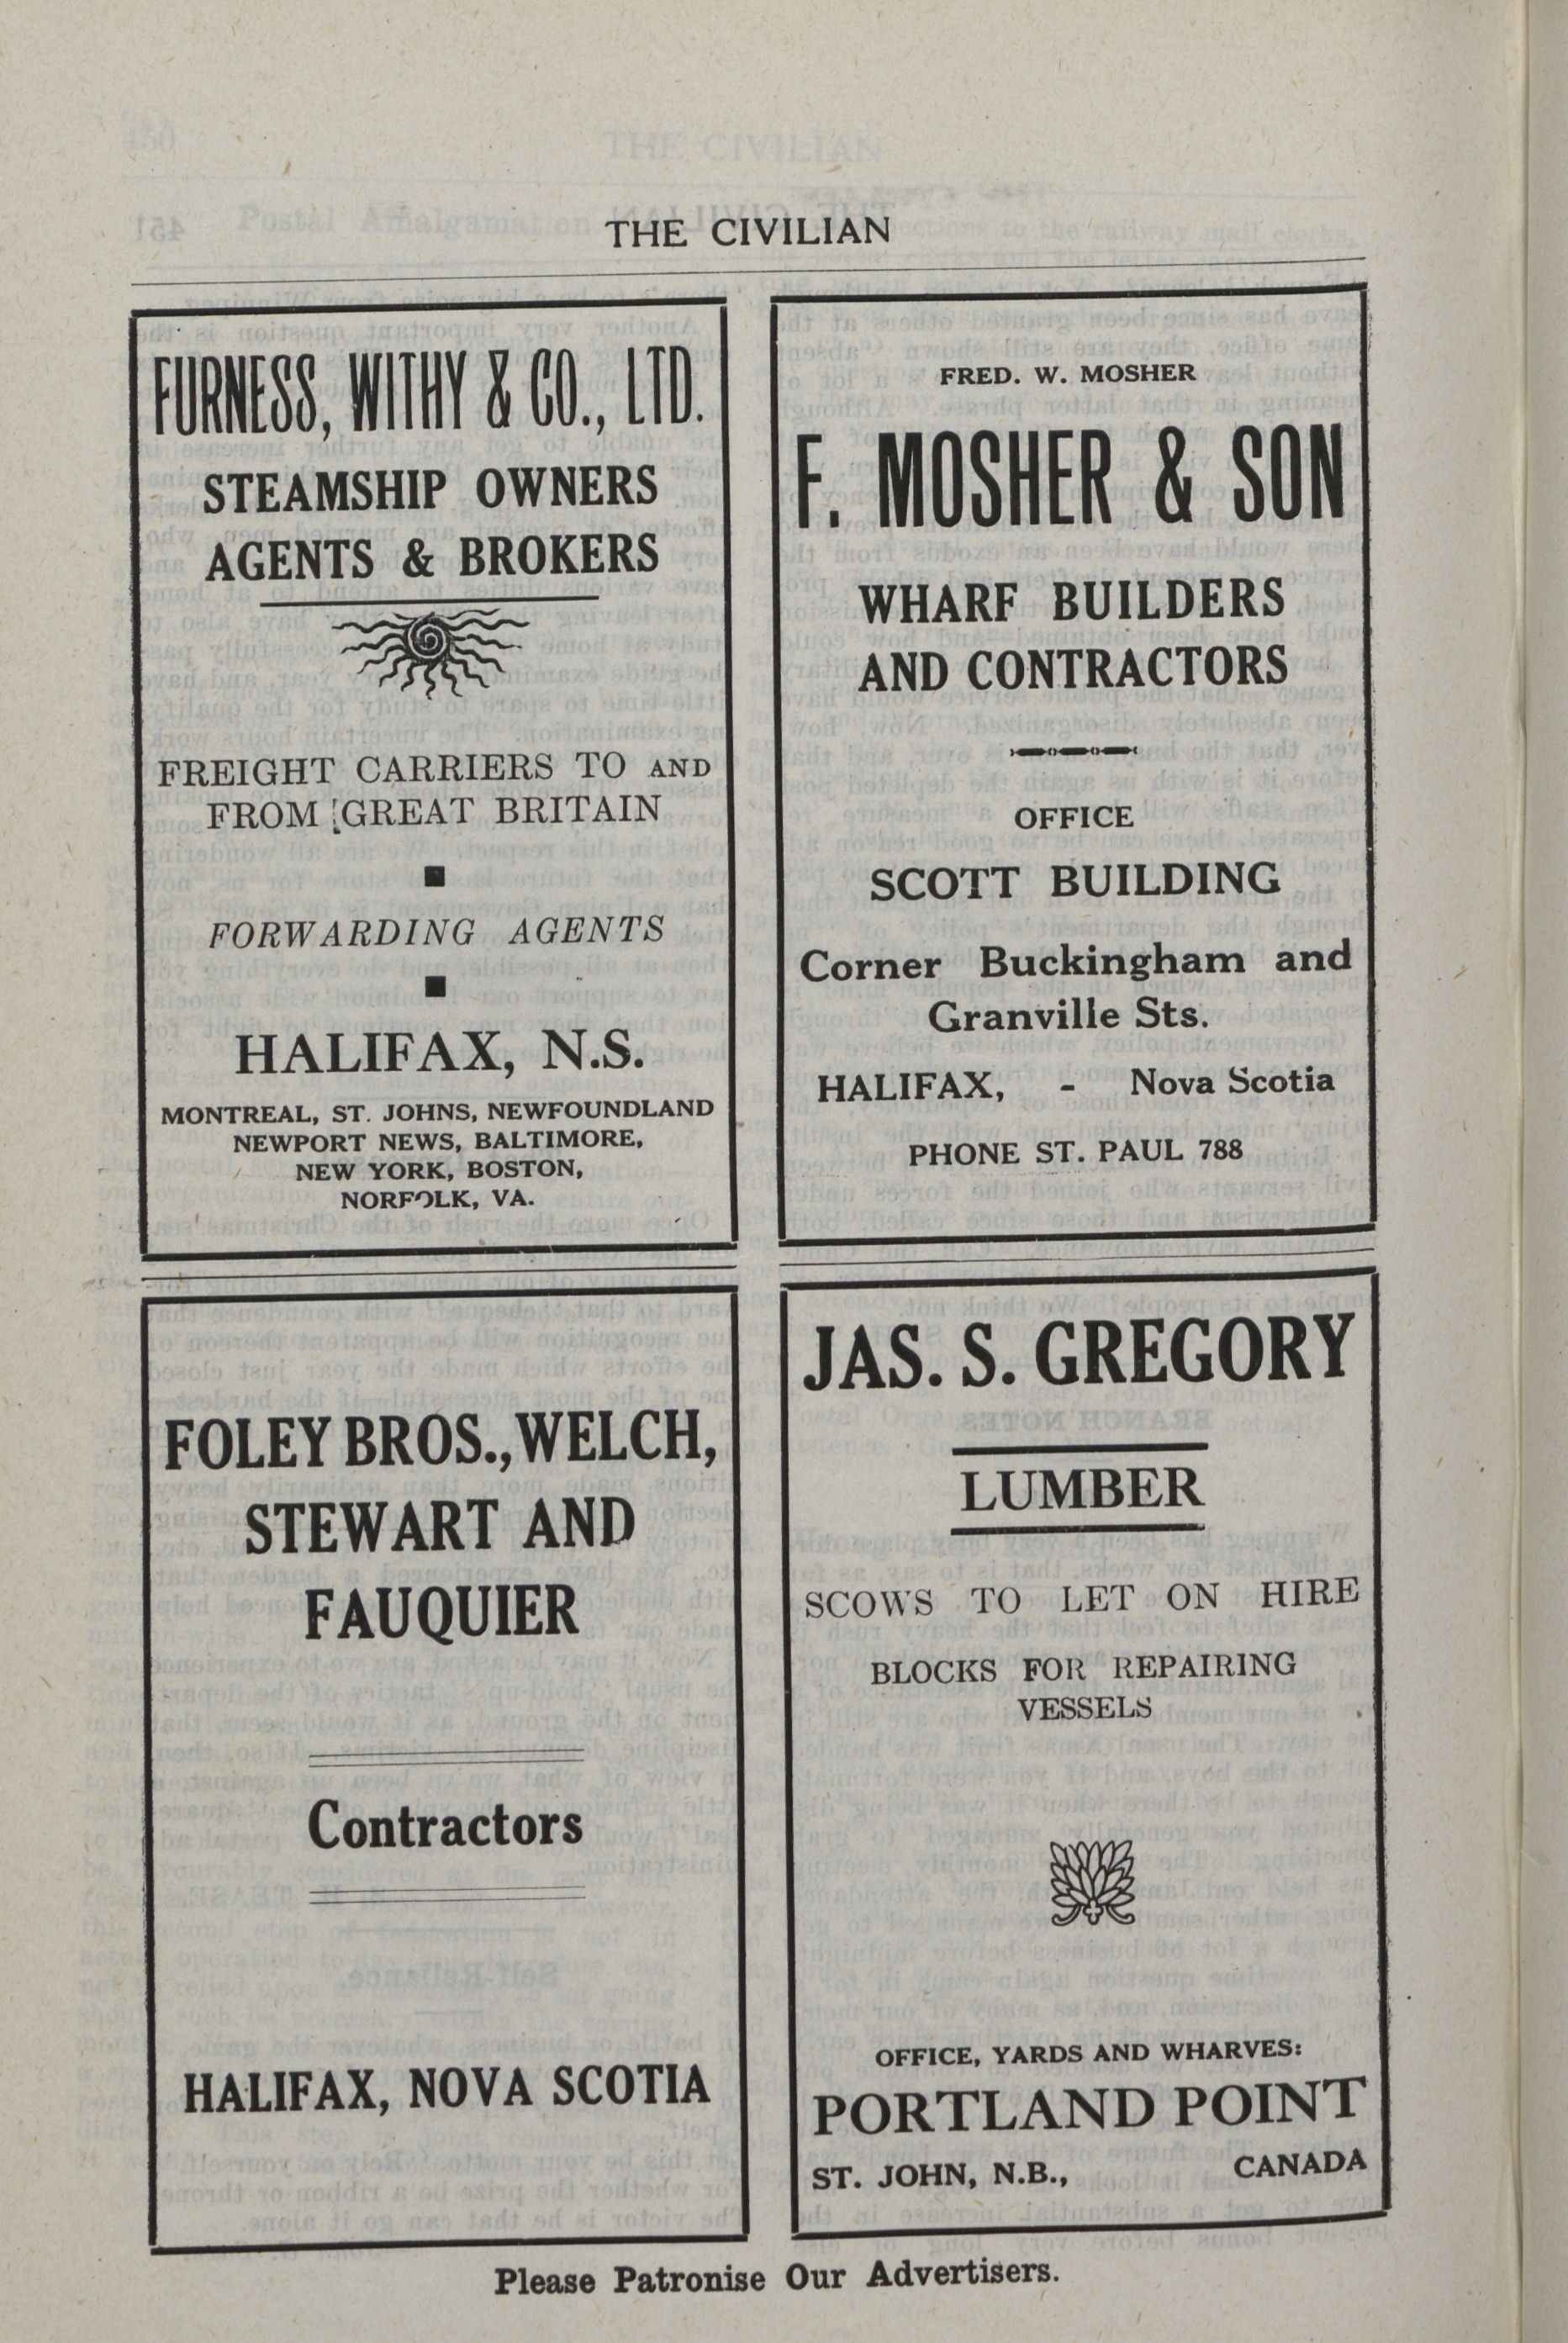 THE CIVILIAN
FURNESS, WITHY & CO., LTD.
STEAMSHIP OWNERS
AGENTS & BROKERS
FREIGHT CARRIERS TO AND
FROM GREAT BRITAIN
FORWARDING AGENTS
HALIFAX, N.S.
MONTREAL, ST. JOHNS, NEWFOUNDLAND
NEWPORT NEWS, BALTIMORE,
NEW YORK, BOSTON,
NORFOLK, VA.
FRED. W. MOSHER
F. MOSHER & SON
WHARF BUILDERS
AND CONTRACTORS
OFFICE
SCOTT BUILDING
Corner Buckingham and
Granville Sts.
HALIFAX, - Nova Scotia
PHONE ST. PAUL 788
FOLEY BROS., WELCH,
STEWART AND
FAUQUIER
Contractors
HALIFAX, NOVA SCOTIA
JAS. S. GREGORY
LUMBER
SCOWS TO LET ON HIRE
BLOCKS FOR REPAIRING
VESSELS
OFFICE, YARDS AND WHARVES:
PORTLAND POINT
ST. JOHN, N.B., CANADA
Please Patronise Our Advertisers.